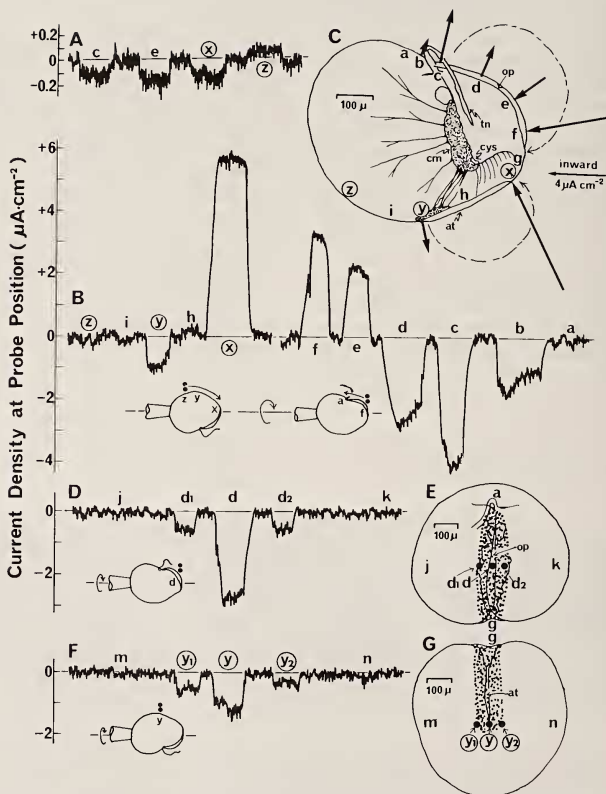 A
+0.2
0
-0.2
c e x z
C
a
b
c
d
op
e
f
g
x
100 µ
tn
cys
cm
h
z
i
y
at
inward
4 µA cm⁻²
Current Density at Probe Position ( µA·cm⁻²)
B
+6
+4
+2
0
-2
-4
z i y h x f e d c b a
z y x
a f
D
0
-2
j d1 d d2 k
d
E
a
100 µ
op
j k
d1 d d2
g
F
0
-2
m y1 y y2 n
y
G
g
100 µ
at
m n
y1 y y2